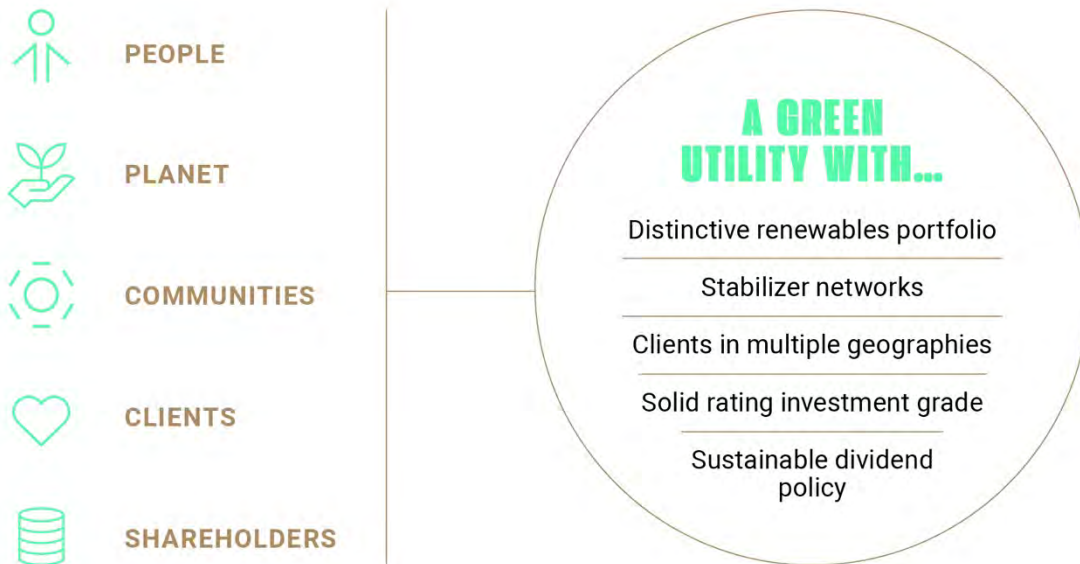 PEOPLE
PLANET
COMMUNITIES
CLIENTS
SHAREHOLDERS
A GREEN
UTILITY WITH...
Distinctive renewables portfolio
Stabilizer networks
Clients in multiple geographies
Solid rating investment grade
Sustainable dividend
policy